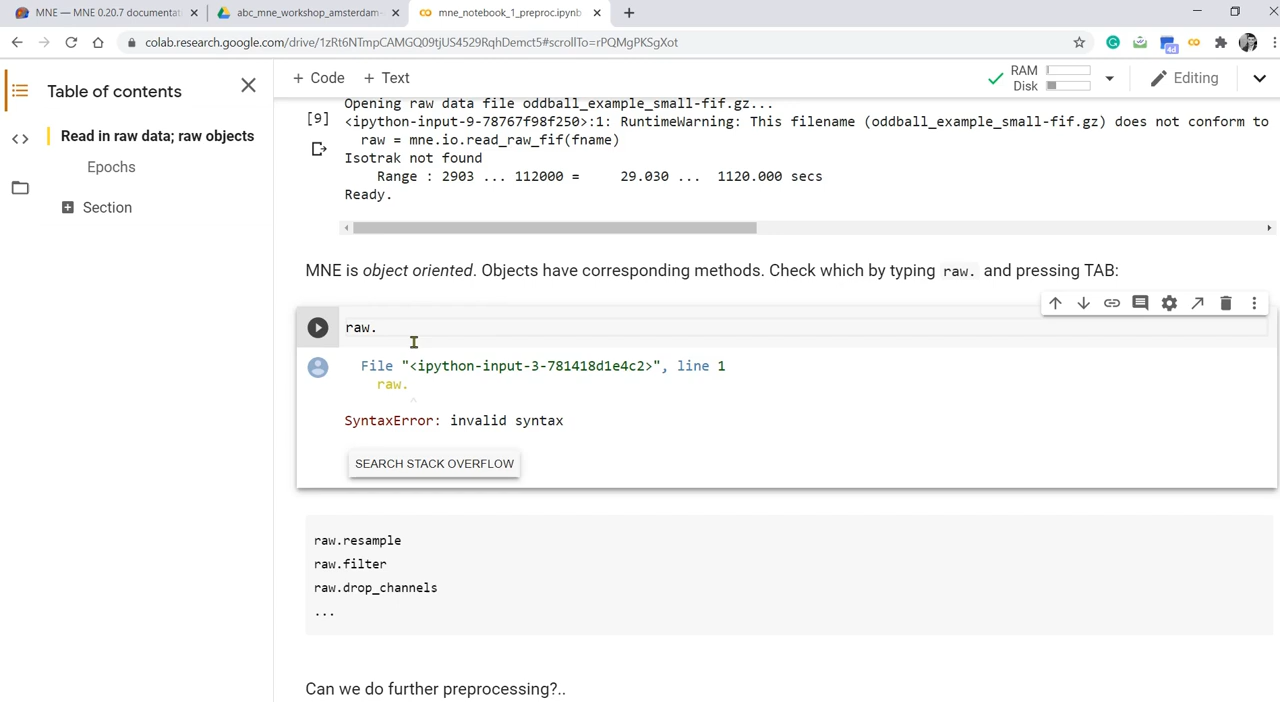 MNE — MNE 0.20.7 documentat
abc_mne_workshop_amsterdam
mne_notebook_1_preproc.ipynb
colab.research.google.com/drive/1zRt6NTmpCAMGQ09tjUS4529RqhDemct5#scrollTo=rPQMgPKSgXot
4d
Table of contents
+ Code
+ Text
RAM
Disk
Editing
Read in raw data; raw objects
Epochs
Section
Opening raw data file oddball_example_small-fif.gz...
[9]
<ipython-input-9-78767f98f250>:1: RuntimeWarning: This filename (oddball_example_small-fif.gz) does not conform to
raw = mne.io.read_raw_fif(fname)
Isotrak not found
Range : 2903 ... 112000 = 29.030 ... 1120.000 secs
Ready.
MNE is object oriented. Objects have corresponding methods. Check which by typing raw. and pressing TAB:
raw.
File "<ipython-input-3-781418d1e4c2>", line 1
raw.
^
SyntaxError: invalid syntax
SEARCH STACK OVERFLOW
raw.resample
raw.filter
raw.drop_channels
...
Can we do further preprocessing?..